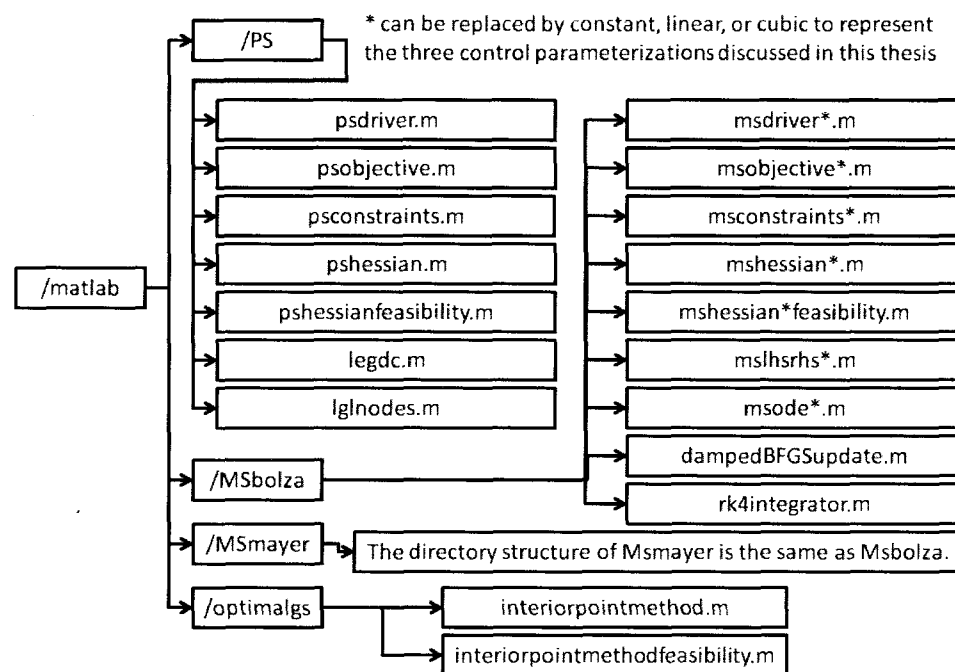 /PS
* can be replaced by constant, linear, or cubic to represent
the three control parameterizations discussed in this thesis
psdriver.m
psobjective.m
psconstraints.m
pshessian.m
pshessianfeasibility.m
legdc.m
lglnodes.m
/matlab
msdriver*.m
msobjective*.m
msconstraints*.m
mshessian*.m
mshessian*feasibility.m
mslhsrhs*.m
msode*.m
dampedBFGSupdate.m
rk4integrator.m
/MSbolza
/MSmayer
The directory structure of Msmayer is the same as Msbolza.
/optimalgs
interiorpointmethod.m
interiorpointmethodfeasibility.m